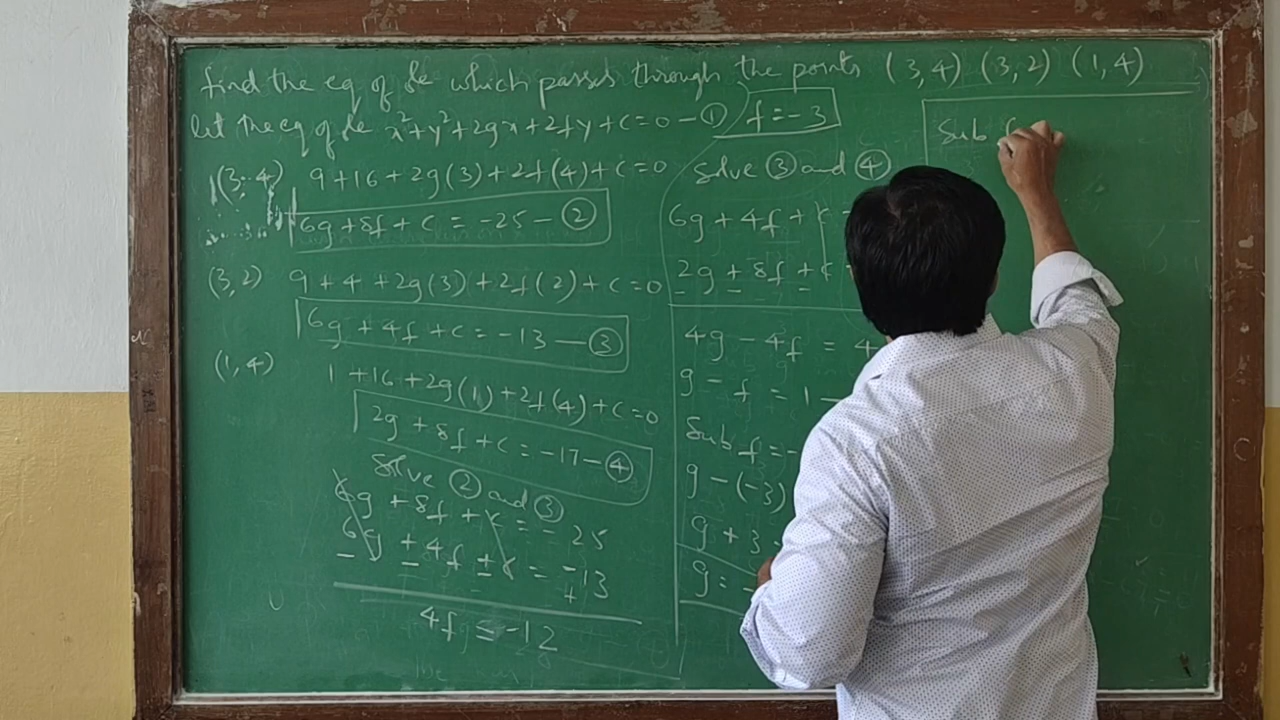 find the eq of le which passes through the points (3,4) (3,2) (1,4)
let the eq of le x²+y²+2gx+2fy+c=0 - ①
(3,4) 9+16+2g(3)+2f(4)+c=0
6g+8f+c = -25 - ②
(3,2) 9+4+2g(3)+2f(2)+c=0
6g+4f+c = -13 - ③
(1,4) 1+16+2g(1)+2f(4)+c=0
2g+8f+c = -17 - ④
solve ② and ③
6g+8f+c = -25
6g+4f+c = -13
- - - +
4f = -12
f = -3
solve ③ and ④
6g+4f+c =
2g+8f+c
- - -
4g-4f = 4
g - f = 1 -
Sub f = -
g-(-3)
g+3
g = -
Sub f